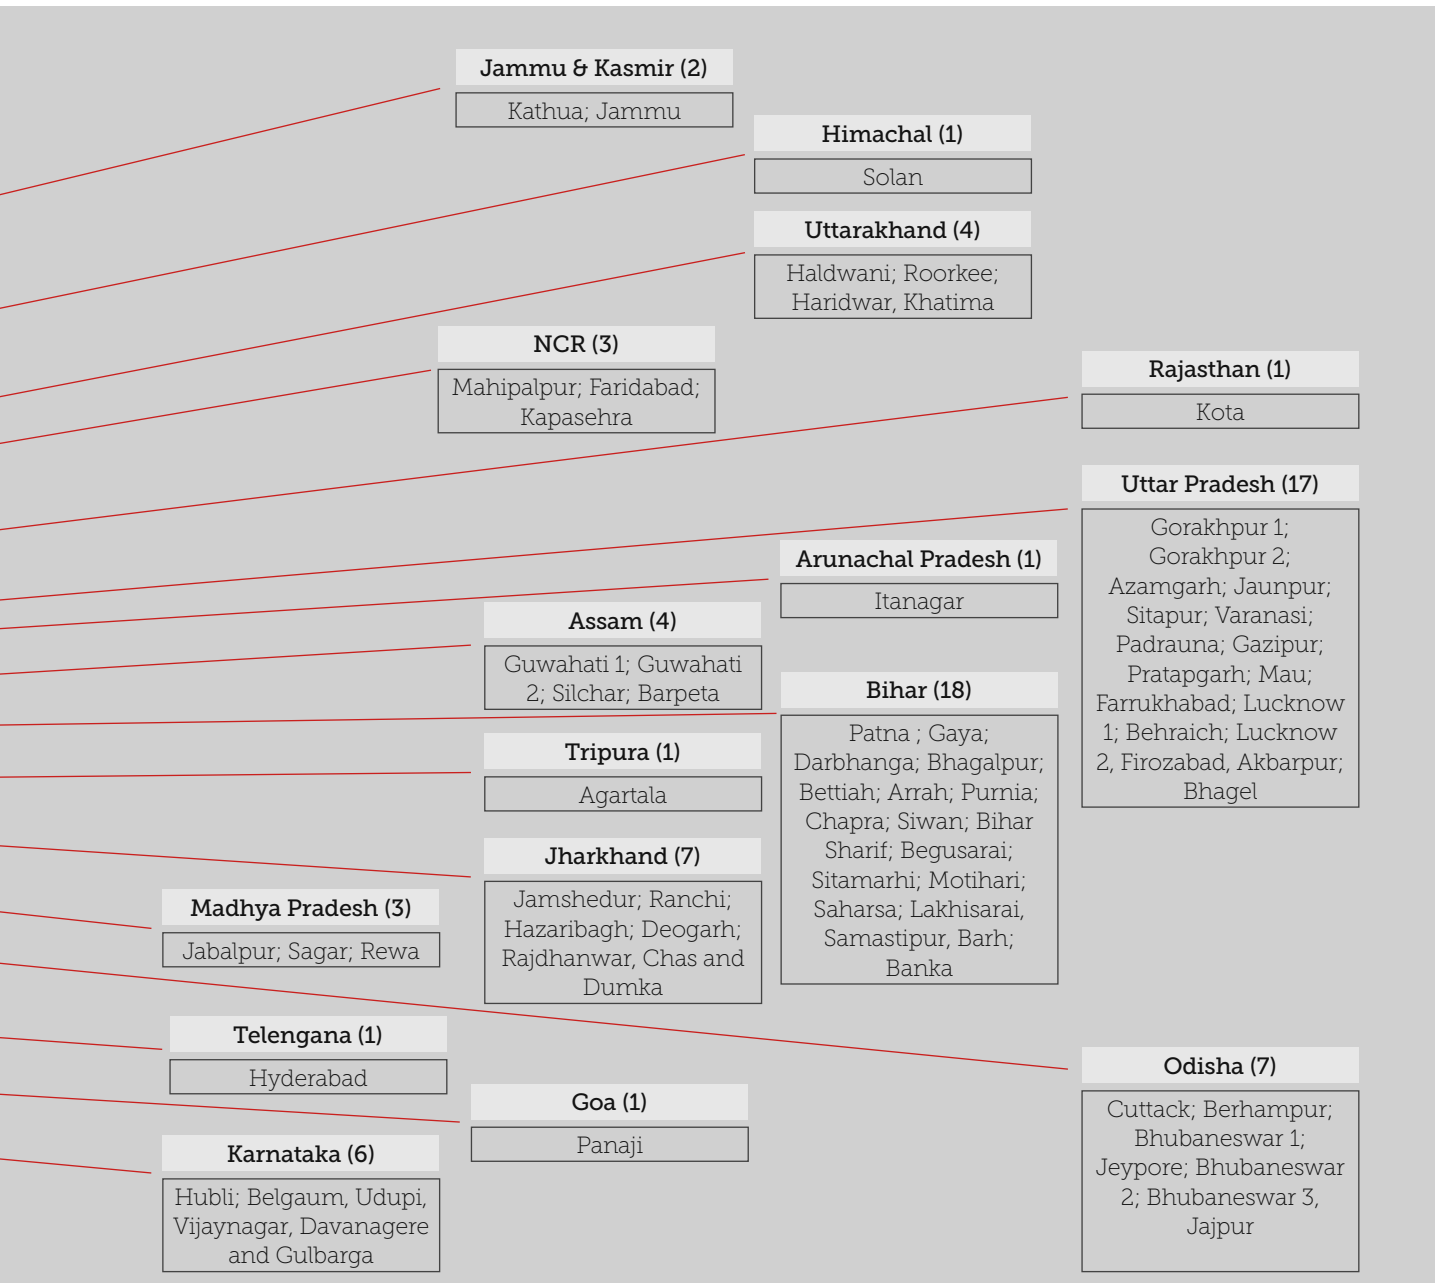 Jammu & Kasmir (2)
Kathua; Jammu
Himachal (1)
Solan
Uttarakhand (4)
Haldwani; Roorkee;
Haridwar, Khatima
NCR (3)
Mahipalpur; Faridabad;
Kapasehra
Rajasthan (1)
Kota
Uttar Pradesh (17)
Gorakhpur 1;
Gorakhpur 2;
Azamgarh; Jaunpur;
Sitapur; Varanasi;
Padrauna; Gazipur;
Pratapgarh; Mau;
Farrukhabad; Lucknow
1; Behraich; Lucknow
2, Firozabad, Akbarpur;
Bhagel
Arunachal Pradesh (1)
Itanagar
Assam (4)
Guwahati 1; Guwahati
2; Silchar; Barpeta
Bihar (18)
Patna ; Gaya;
Darbhanga; Bhagalpur;
Bettiah; Arrah; Purnia;
Chapra; Siwan; Bihar
Sharif; Begusarai;
Sitamarhi; Motihari;
Saharsa; Lakhisarai,
Samastipur, Barh;
Banka
Tripura (1)
Agartala
Jharkhand (7)
Jamshedur; Ranchi;
Hazaribagh; Deogarh;
Rajdhanwar, Chas and
Dumka
Madhya Pradesh (3)
Jabalpur; Sagar; Rewa
Telengana (1)
Hyderabad
Goa (1)
Panaji
Karnataka (6)
Hubli; Belgaum, Udupi,
Vijaynagar, Davanagere
and Gulbarga
Odisha (7)
Cuttack; Berhampur;
Bhubaneswar 1;
Jeypore; Bhubaneswar
2; Bhubaneswar 3,
Jajpur